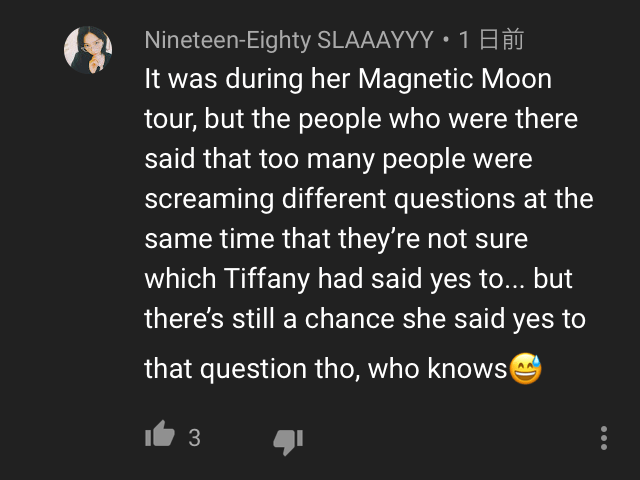 Nineteen-Eighty SLAAAYYY • 1 日前
It was during her Magnetic Moon
tour, but the people who were there
said that too many people were
screaming different questions at the
same time that they’re not sure
which Tiffany had said yes to... but
there’s still a chance she said yes to
that question tho, who knows😅
3